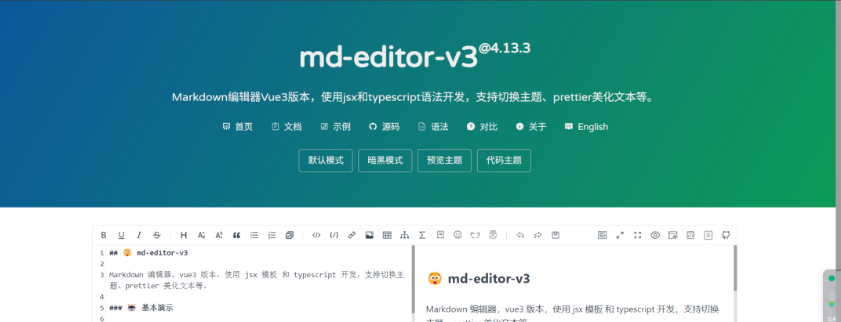 md-editor-v3@4.13.3
Markdown编辑器Vue3版本，使用jsx和typescript语法开发，支持切换主题、prettier美化文本等。
首页 文档 示例 源码 语法 对比 关于 English
默认模式 暗黑模式 预览主题 代码主题
1 ## 🤪 md-editor-v3
2
3 Markdown 编辑器，vue3 版本，使用 jsx 模板 和 typescript 开发，支持切换主
题、prettier 美化文本等。
4
5 ### 🤖 基本演示
6
🤪 md-editor-v3
Markdown 编辑器，vue3 版本，使用 jsx 模板 和 typescript 开发，支持切换